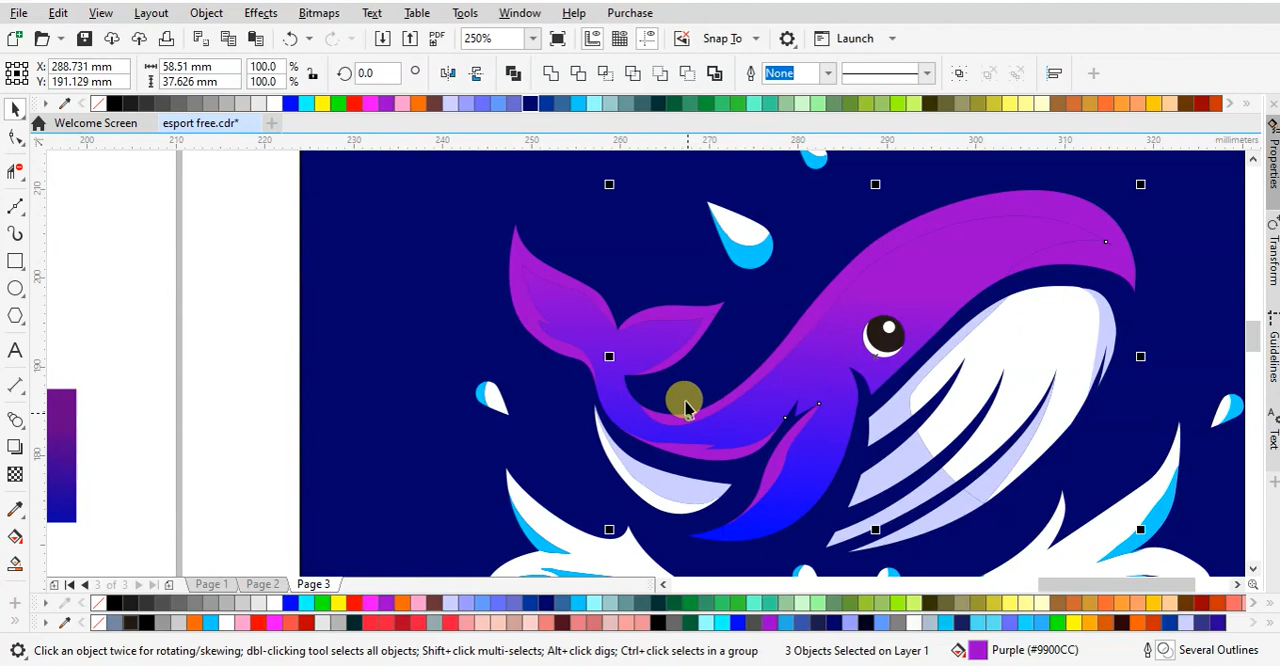 File Edit View Layout Object Effects Bitmaps Text Table Tools Window Help Purchase
PDF 250% Snap To Launch
X: 288.731 mm 58.51 mm 100.0 % 0.0 ° None
Y: 191.129 mm 37.626 mm 100.0 %
Welcome Screen esport free.cdr* +
200 210 220 230 240 250 260 270 280 290 300 310 320 millimeters
210
200
190
180
Properties
Transform
Guidelines
Text
3 of 3 Page 1 Page 2 Page 3
Click an object twice for rotating/skewing; dbl-clicking tool selects all objects; Shift+click multi-selects; Alt+click digs; Ctrl+click selects in a group 3 Objects Selected on Layer 1 Purple (#9900CC) Several Outlines